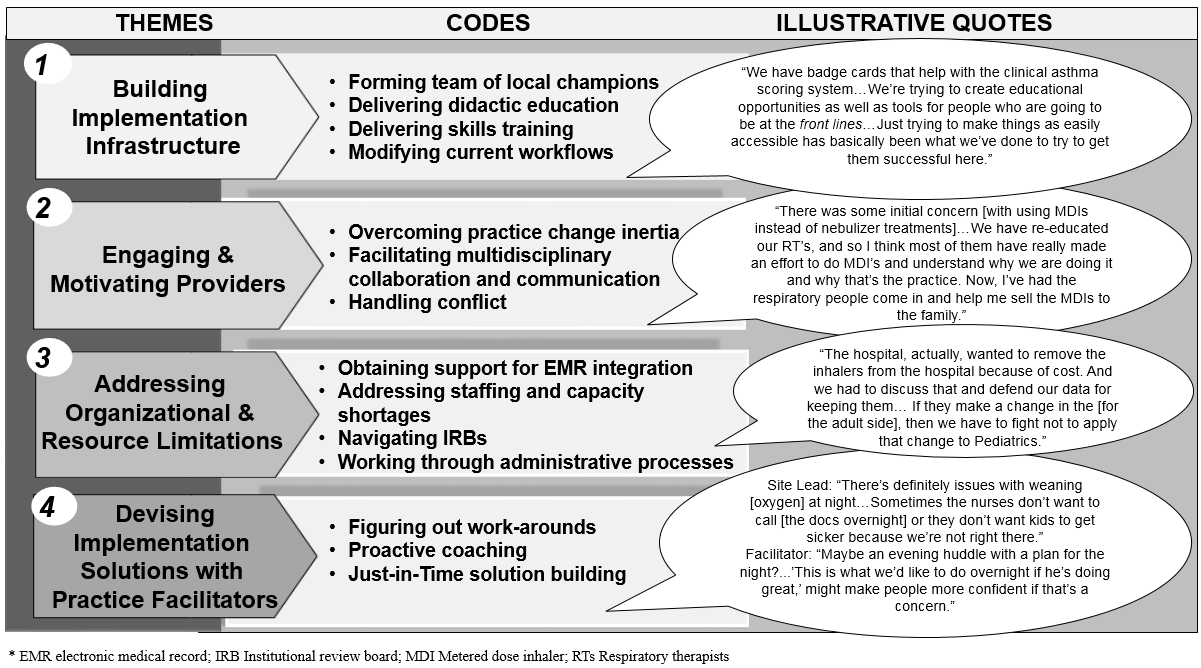 THEMES
CODES
ILLUSTRATIVE QUOTES
1
Building
Implementation
Infrastructure
• Forming team of local champions
• Delivering didactic education
• Delivering skills training
• Modifying current workflows
“We have badge cards that help with the clinical asthma
scoring system…We’re trying to create educational
opportunities as well as tools for people who are going to
be at the front lines…Just trying to make things as easily
accessible has basically been what we’ve done to try to get
them successful here.”
2
Engaging &
Motivating Providers
• Overcoming practice change inertia
• Facilitating multidisciplinary
collaboration and communication
• Handling conflict
“There was some initial concern [with using MDIs
instead of nebulizer treatments]…We have re-educated
our RT’s, and so I think most of them have really made
an effort to do MDI’s and understand why we are doing it
and why that’s the practice. Now, I’ve had the
respiratory people come in and help me sell the MDIs to
the family.”
3
Addressing
Organizational &
Resource Limitations
• Obtaining support for EMR integration
• Addressing staffing and capacity
shortages
• Navigating IRBs
• Working through administrative processes
“The hospital, actually, wanted to remove the
inhalers from the hospital because of cost. And
we had to discuss that and defend our data for
keeping them… If they make a change in the [for
the adult side], then we have to fight not to apply
that change to Pediatrics.”
4
Devising
Implementation
Solutions with
Practice Facilitators
• Figuring out work-arounds
• Proactive coaching
• Just-in-Time solution building
Site Lead: “There’s definitely issues with weaning
[oxygen] at night…Sometimes the nurses don’t want to
call [the docs overnight] or they don’t want kids to get
sicker because we’re not right there.”
Facilitator: “Maybe an evening huddle with a plan for the
night?...‘This is what we’d like to do overnight if he’s doing
great,’ might make people more confident if that’s a
concern.”
* EMR electronic medical record; IRB Institutional review board; MDI Metered dose inhaler; RTs Respiratory therapists